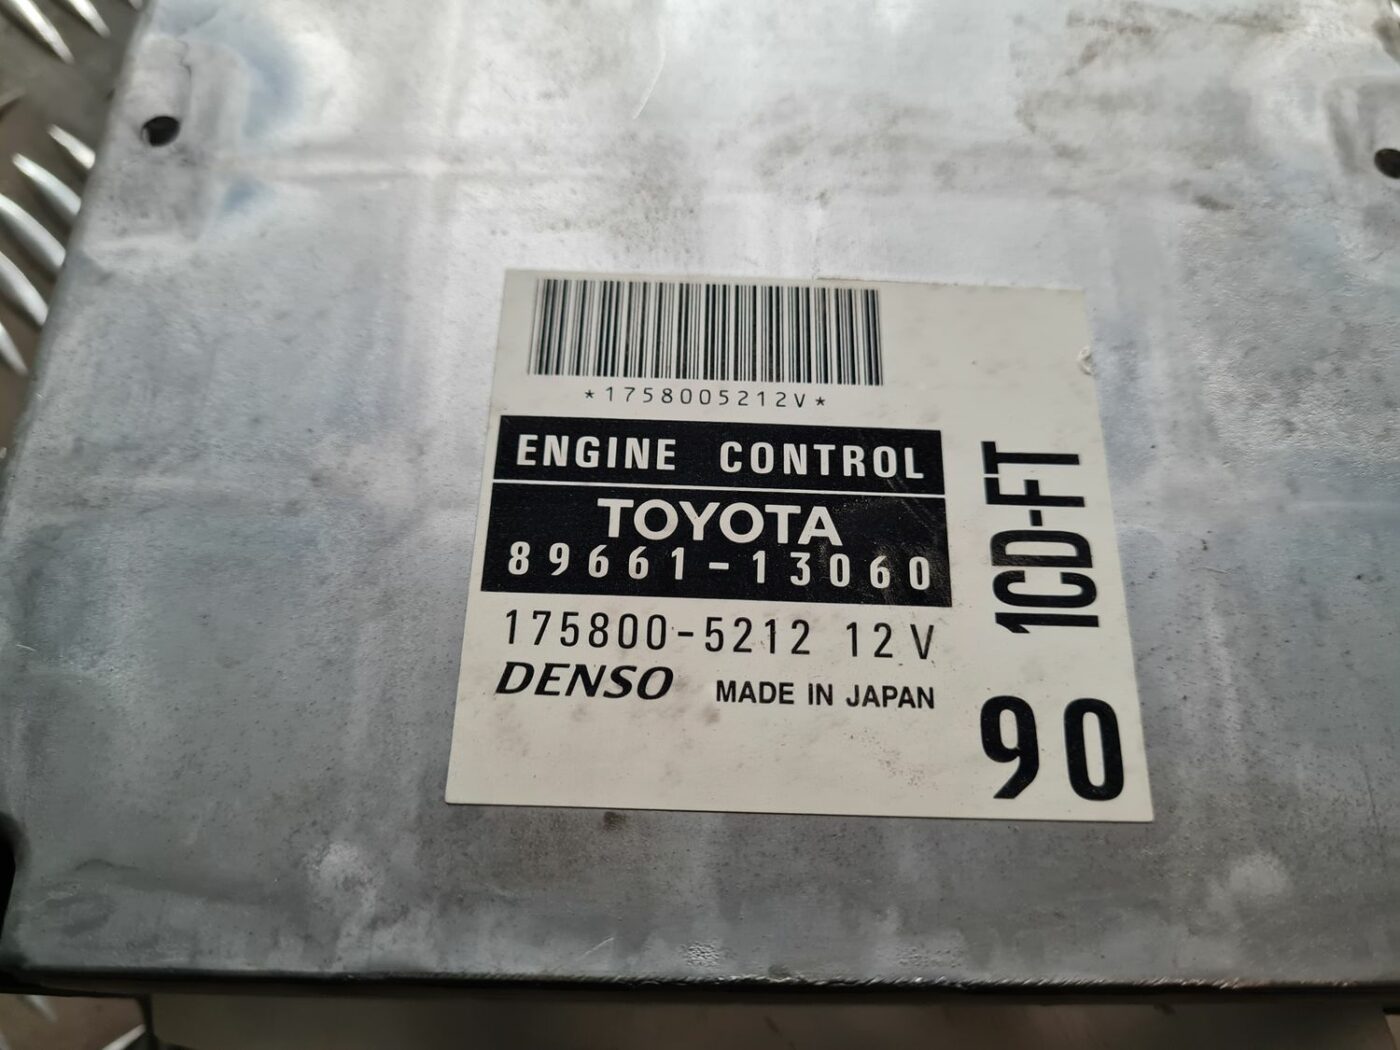 *1758005212V*
ENGINE CONTROL
TOYOTA
89661-13060
175800-5212 12V
DENSO MADE IN JAPAN
1CD-FT
90